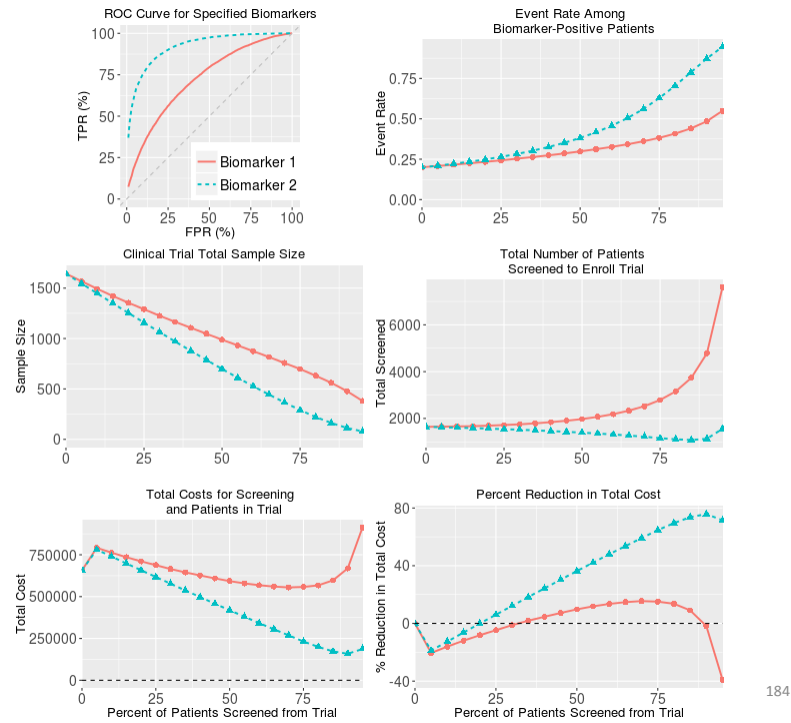 ROC Curve for Specified Biomarkers
100
75
50
25
0
TPR (%)
Biomarker 1
Biomarker 2
0 25 50 75 100
FPR (%)
Event Rate Among
Biomarker-Positive Patients
0.75
0.50
0.25
0.00
Event Rate
0 25 50 75
Clinical Trial Total Sample Size
1500
1000
500
0
Sample Size
0 25 50 75
Total Number of Patients
Screened to Enroll Trial
6000
4000
2000
Total Screened
0 25 50 75
Total Costs for Screening
and Patients in Trial
750000
500000
250000
0
Total Cost
0 25 50 75
Percent of Patients Screened from Trial
Percent Reduction in Total Cost
80
40
0
-40
% Reduction in Total Cost
0 25 50 75
Percent of Patients Screened from Trial
184